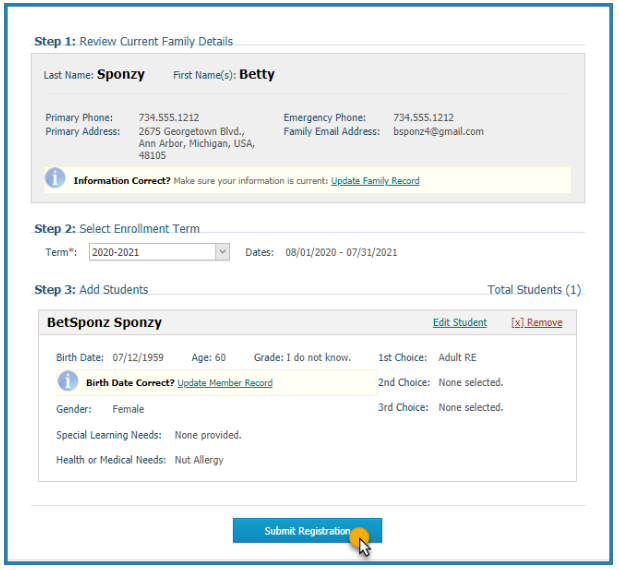 Step 1: Review Current Family Details
Last Name: Sponzy First Name(s): Betty
Primary Phone: 734.555.1212 Emergency Phone: 734.555.1212
Primary Address: 2675 Georgetown Blvd., Family Email Address: bsponz4@gmail.com
Ann Arbor, Michigan, USA,
48105
Information Correct? Make sure your information is current: Update Family Record
Step 2: Select Enrollment Term
Term*: 2020-2021 Dates: 08/01/2020 - 07/31/2021
Step 3: Add Students Total Students (1)
BetSponz Sponzy Edit Student [x] Remove
Birth Date: 07/12/1959 Age: 60 Grade: I do not know. 1st Choice: Adult RE
Birth Date Correct? Update Member Record 2nd Choice: None selected.
Gender: Female 3rd Choice: None selected.
Special Learning Needs: None provided.
Health or Medical Needs: Nut Allergy
Submit Registration